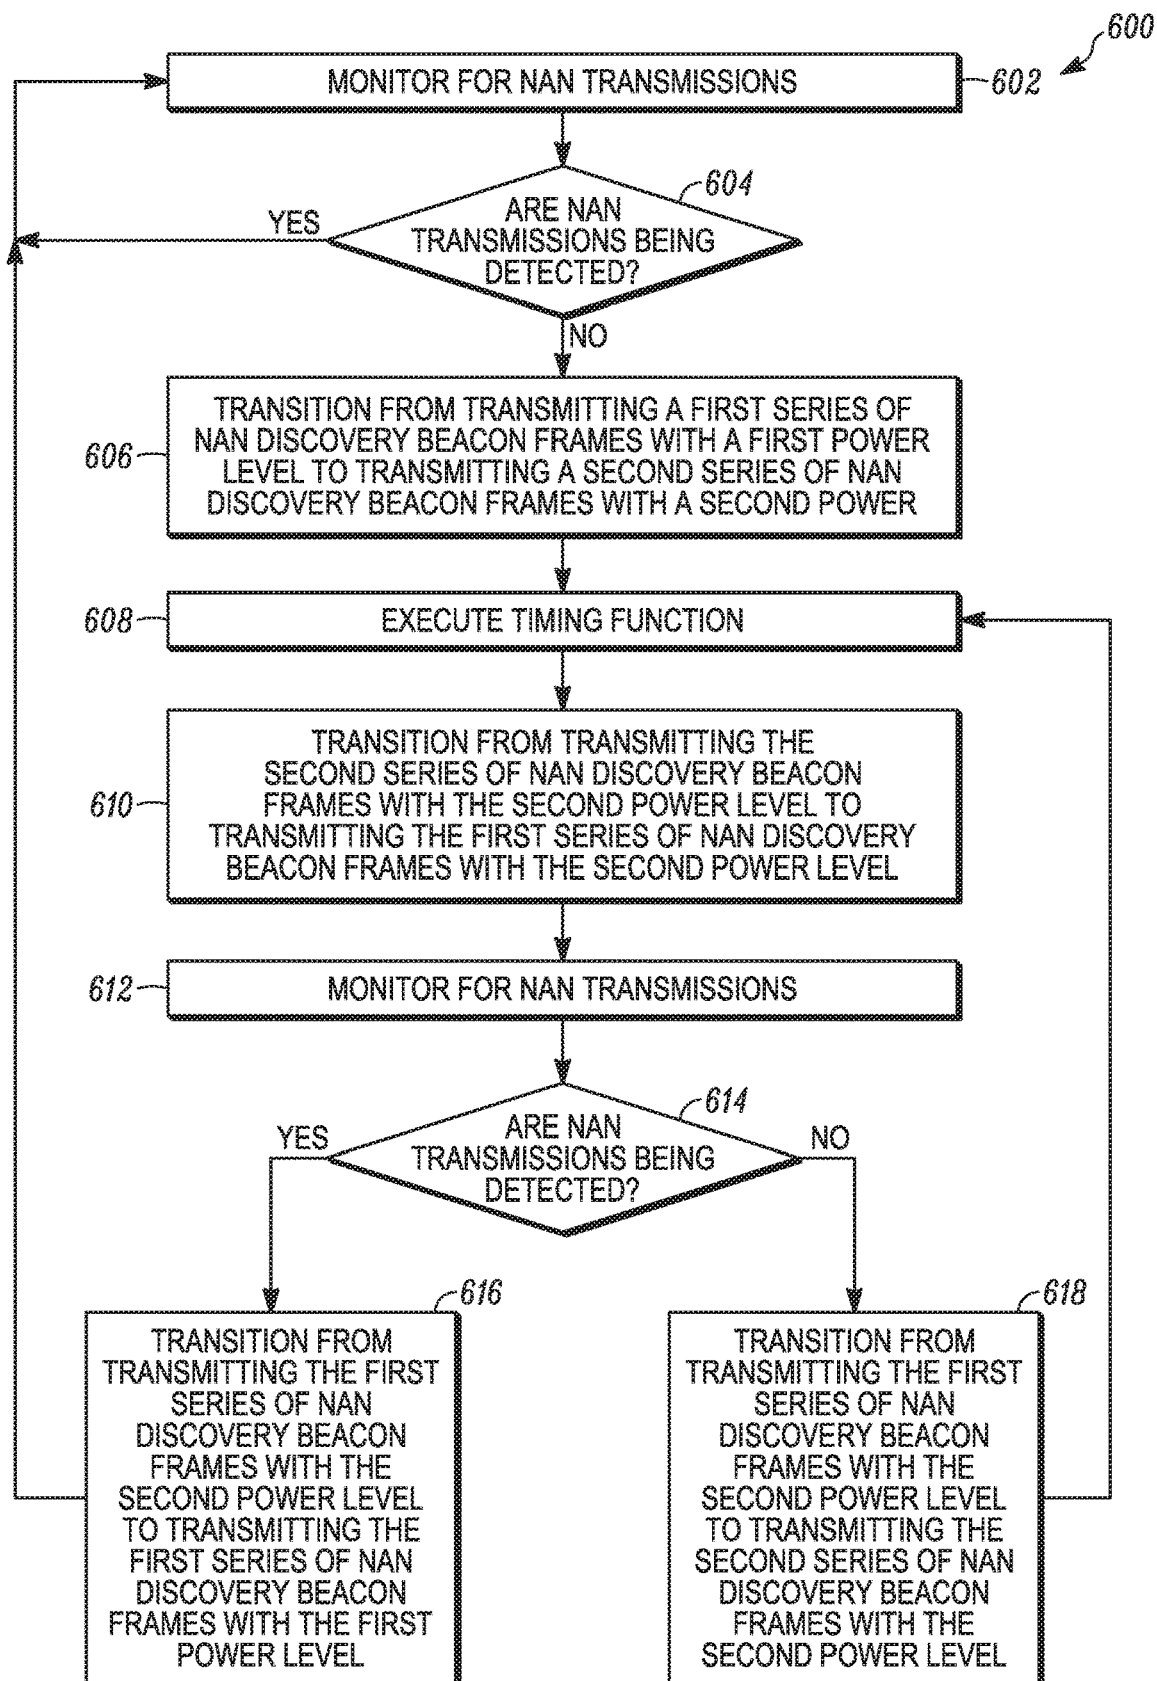 600
MONITOR FOR NAN TRANSMISSIONS
602
604
YES
ARE NAN
TRANSMISSIONS BEING
DETECTED?
NO
606
TRANSITION FROM TRANSMITTING A FIRST SERIES OF
NAN DISCOVERY BEACON FRAMES WITH A FIRST POWER
LEVEL TO TRANSMITTING A SECOND SERIES OF NAN
DISCOVERY BEACON FRAMES WITH A SECOND POWER
608
EXECUTE TIMING FUNCTION
610
TRANSITION FROM TRANSMITTING THE
SECOND SERIES OF NAN DISCOVERY BEACON
FRAMES WITH THE SECOND POWER LEVEL TO
TRANSMITTING THE FIRST SERIES OF NAN DISCOVERY
BEACON FRAMES WITH THE SECOND POWER LEVEL
612
MONITOR FOR NAN TRANSMISSIONS
614
YES
ARE NAN
TRANSMISSIONS BEING
DETECTED?
NO
616
TRANSITION FROM
TRANSMITTING THE FIRST
SERIES OF NAN
DISCOVERY BEACON
FRAMES WITH THE
SECOND POWER LEVEL
TO TRANSMITTING THE
FIRST SERIES OF NAN
DISCOVERY BEACON
FRAMES WITH THE FIRST
POWER LEVEL
618
TRANSITION FROM
TRANSMITTING THE FIRST
SERIES OF NAN
DISCOVERY BEACON
FRAMES WITH THE
SECOND POWER LEVEL
TO TRANSMITTING THE
SECOND SERIES OF NAN
DISCOVERY BEACON
FRAMES WITH THE
SECOND POWER LEVEL